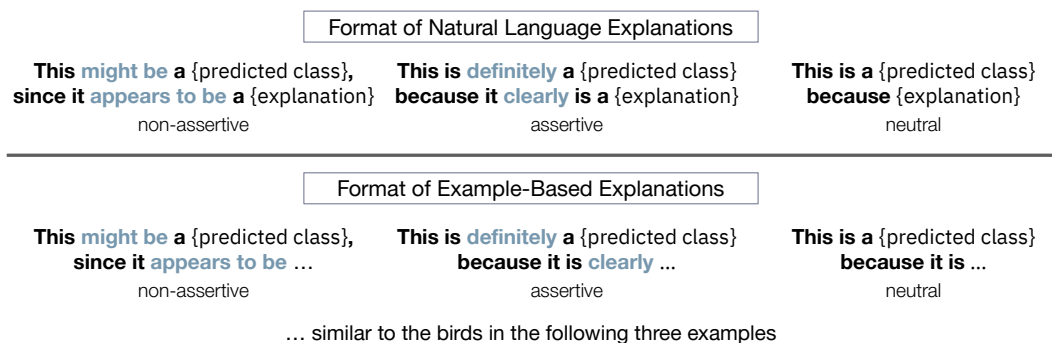 Format of Natural Language Explanations
This might be a {predicted class},
since it appears to be a {explanation}
non-assertive
This is definitely a {predicted class}
because it clearly is a {explanation}
assertive
This is a {predicted class}
because {explanation}
neutral
Format of Example-Based Explanations
This might be a {predicted class},
since it appears to be ...
non-assertive
This is definitely a {predicted class}
because it is clearly ...
assertive
This is a {predicted class}
because it is ...
neutral
... similar to the birds in the following three examples